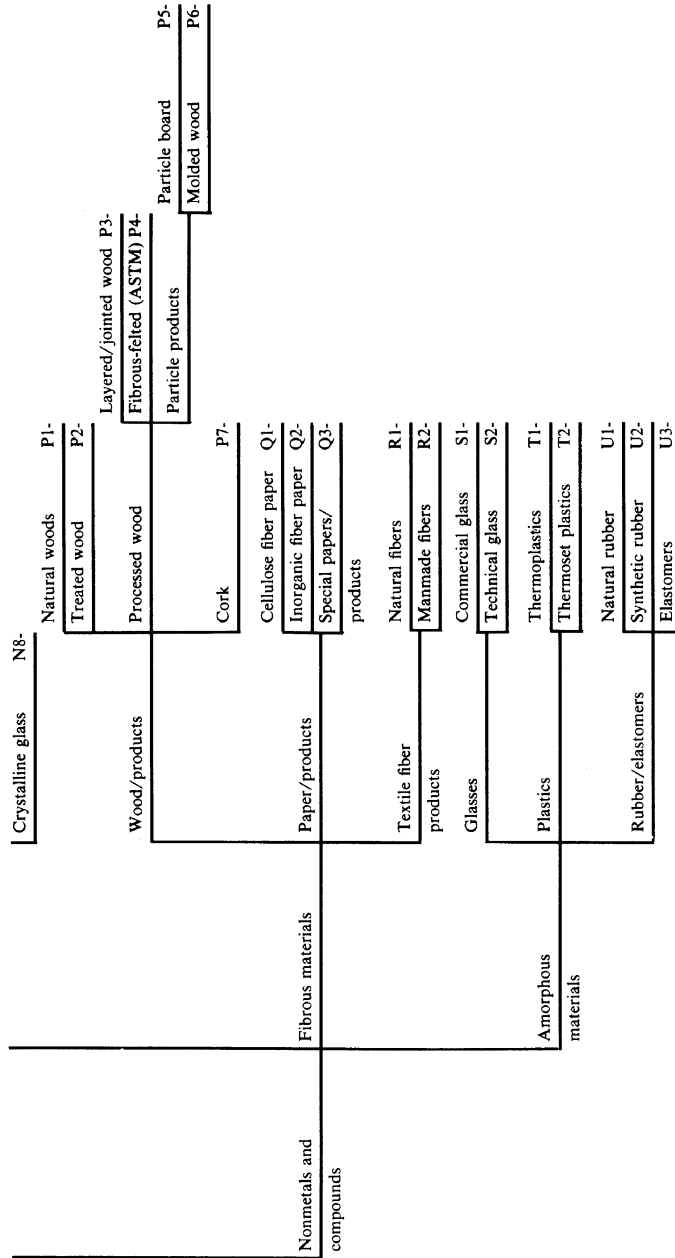 Crystalline glass N8-
Natural woods P1-
Treated wood P2-
Layered/jointed wood P3-
Fibrous-felted (ASTM) P4-
Particle board P5-
Molded wood P6-
Particle products
Processed wood
Wood/products
Cork P7-
Cellulose fiber paper Q1-
Inorganic fiber paper Q2-
Special papers/ Q3-
products
Paper/products
Fibrous materials
Nonmetals and
compounds
Natural fibers R1-
Manmade fibers R2-
Textile fiber
products
Commercial glass S1-
Technical glass S2-
Glasses
Thermoplastics T1-
Thermoset plastics T2-
Plastics
Amorphous
materials
Natural rubber U1-
Synthetic rubber U2-
Rubber/elastomers
Elastomers U3-